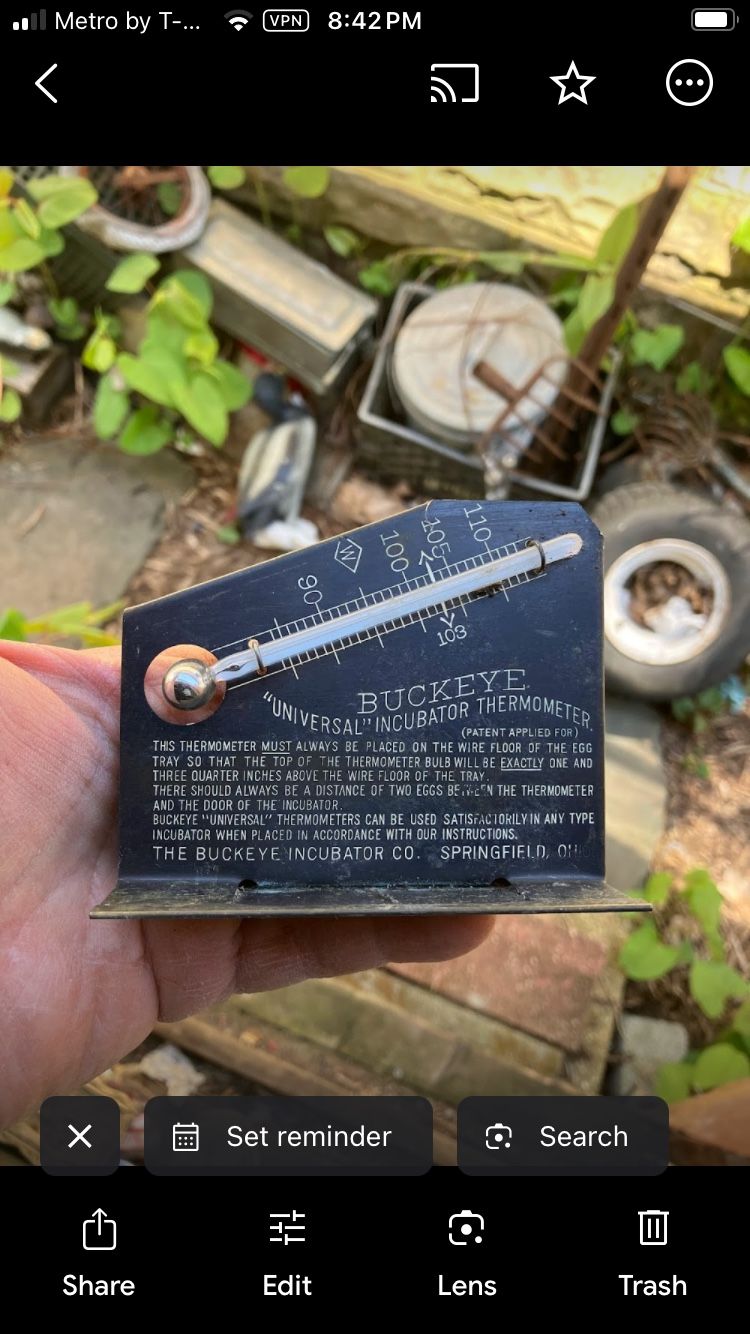 Metro by T-... VPN 8:42 PM
90 W 100 105 110
103
BUCKEYE
"UNIVERSAL" INCUBATOR THERMOMETER
(PATENT APPLIED FOR)
THIS THERMOMETER MUST ALWAYS BE PLACED ON THE WIRE FLOOR OF THE EGG
TRAY SO THAT THE TOP OF THE THERMOMETER BULB WILL BE EXACTLY ONE AND
THREE QUARTER INCHES ABOVE THE WIRE FLOOR OF THE TRAY.
THERE SHOULD ALWAYS BE A DISTANCE OF TWO EGGS BETWEEN THE THERMOMETER
AND THE DOOR OF THE INCUBATOR.
BUCKEYE "UNIVERSAL" THERMOMETERS CAN BE USED SATISFACTORILY IN ANY TYPE
INCUBATOR WHEN PLACED IN ACCORDANCE WITH OUR INSTRUCTIONS.
THE BUCKEYE INCUBATOR CO. SPRINGFIELD, OHIO
Set reminder Search
Share Edit Lens Trash